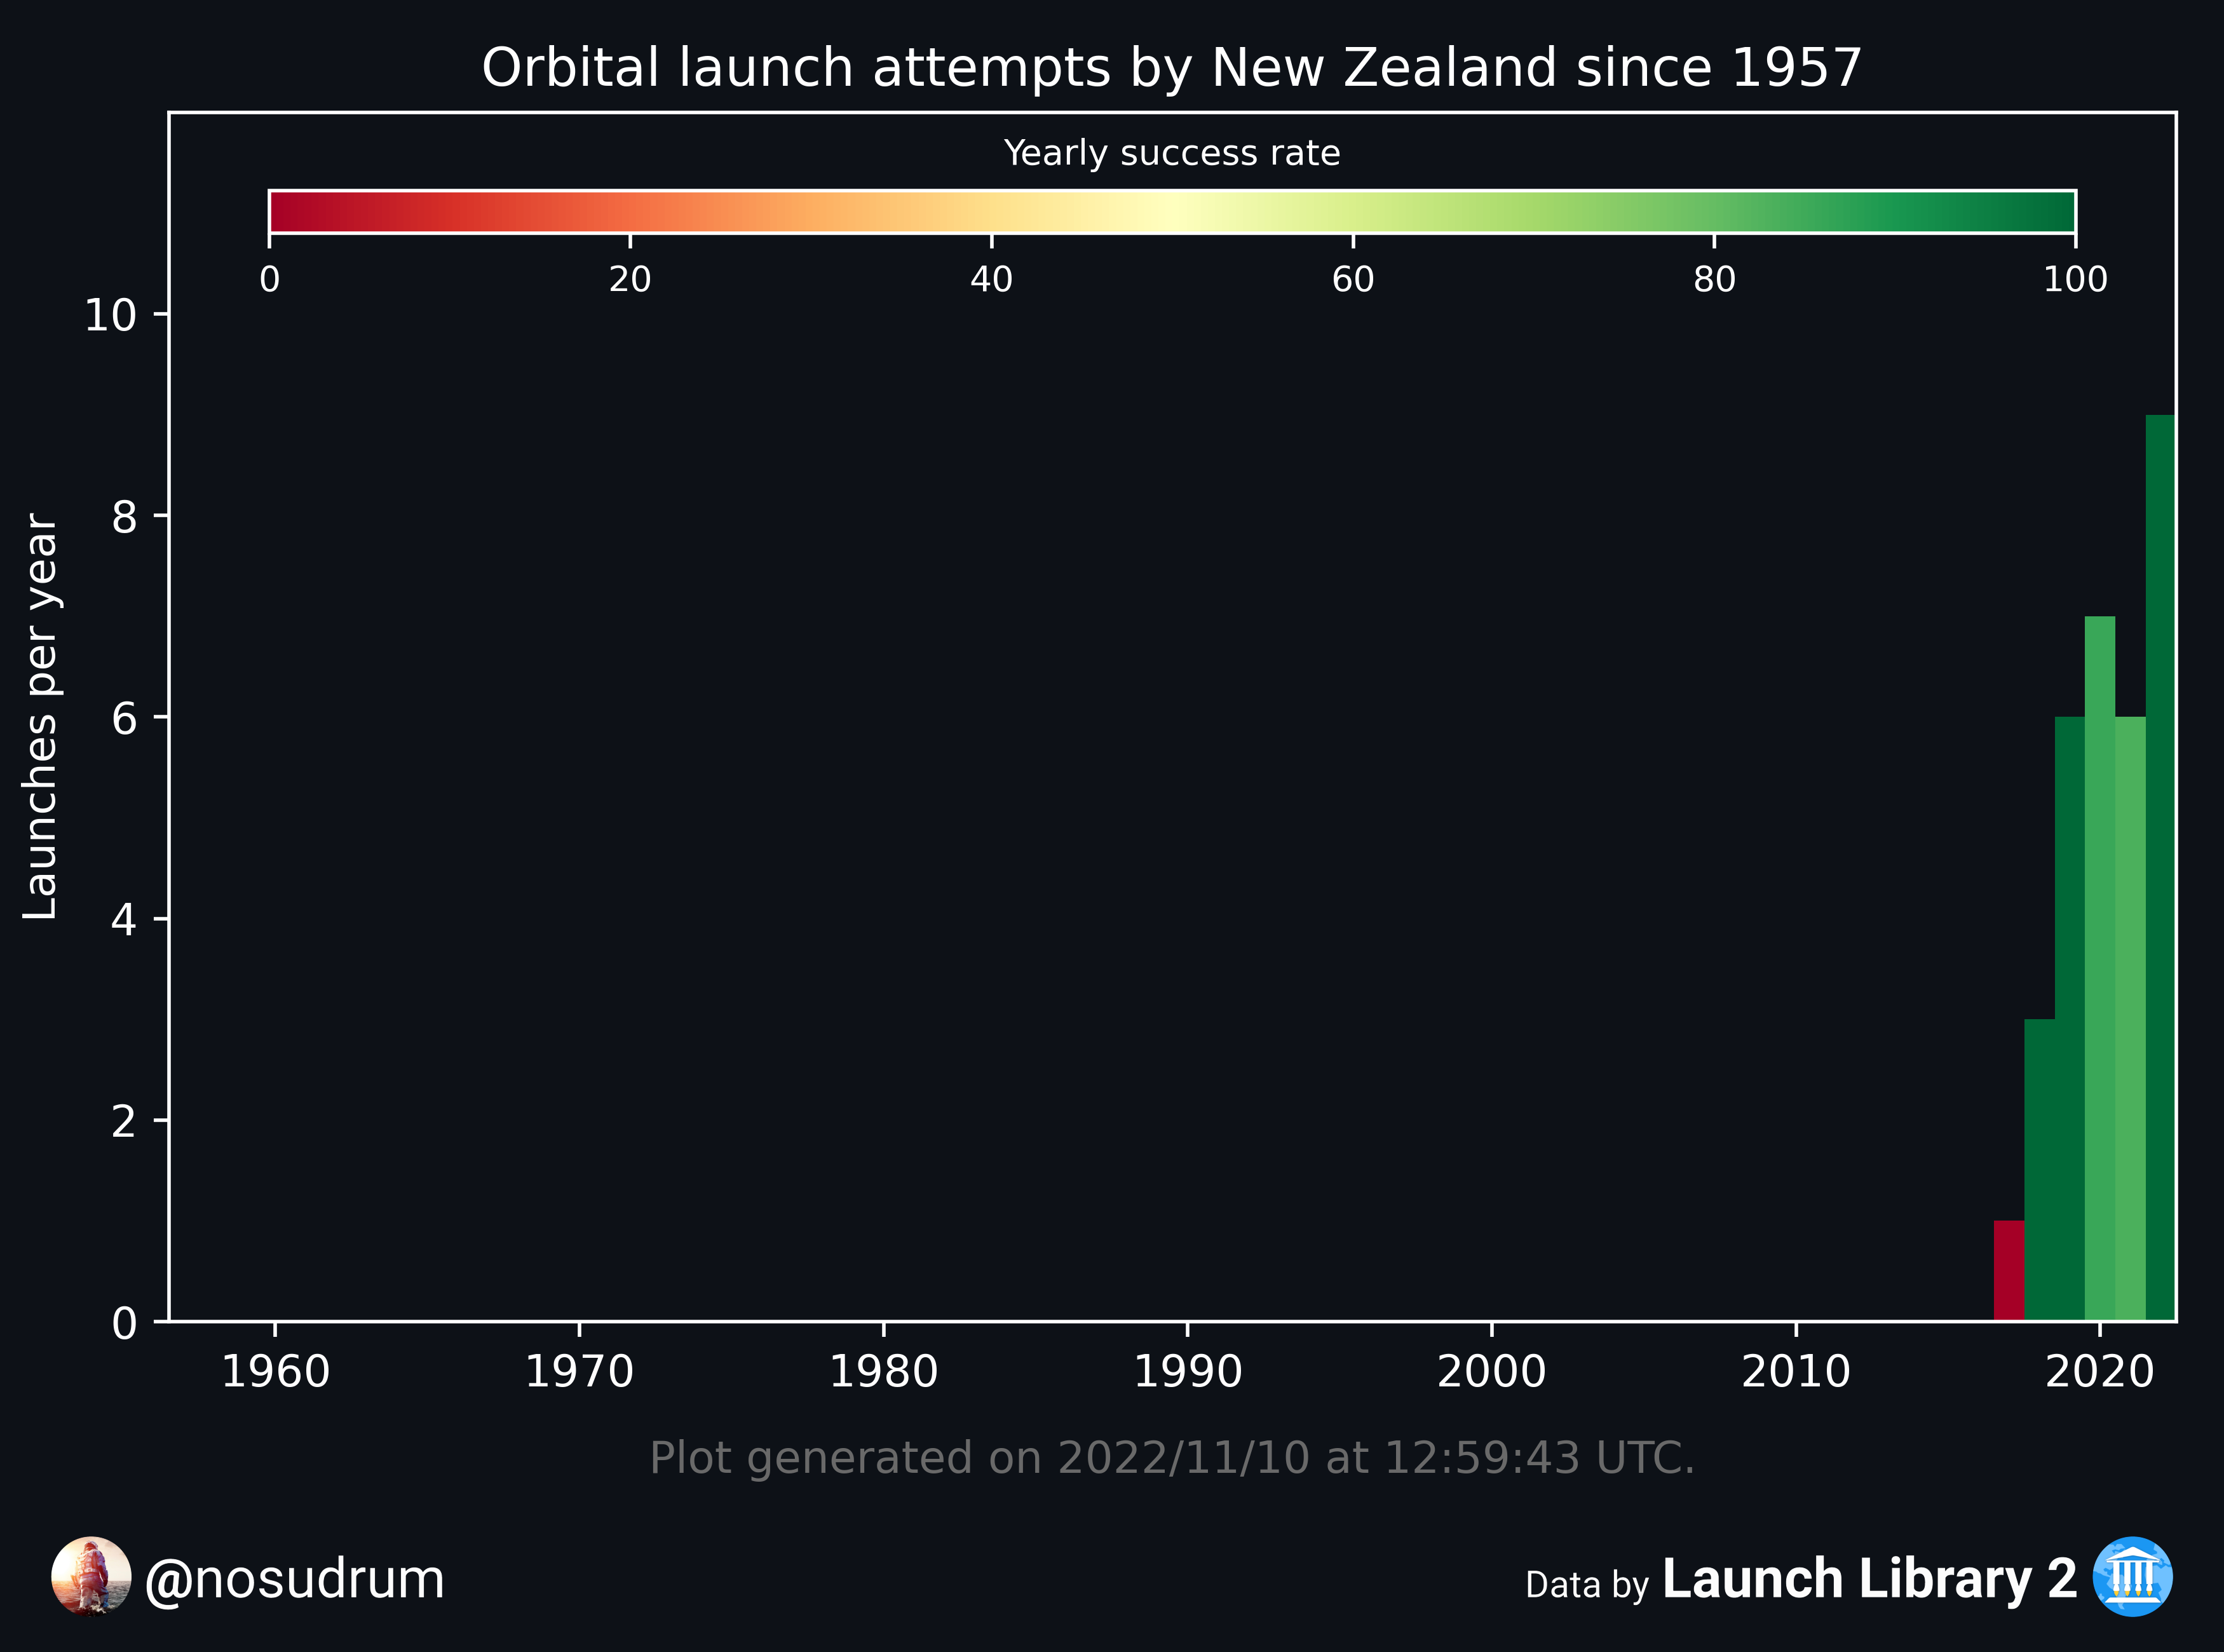 Orbital launch attempts by New Zealand since 1957
Yearly success rate
0 20 40 60 80 100
10
8
6
4
2
0
Launches per year
1960 1970 1980 1990 2000 2010 2020
Plot generated on 2022/11/10 at 12:59:43 UTC.
@nosudrum
Data by Launch Library 2